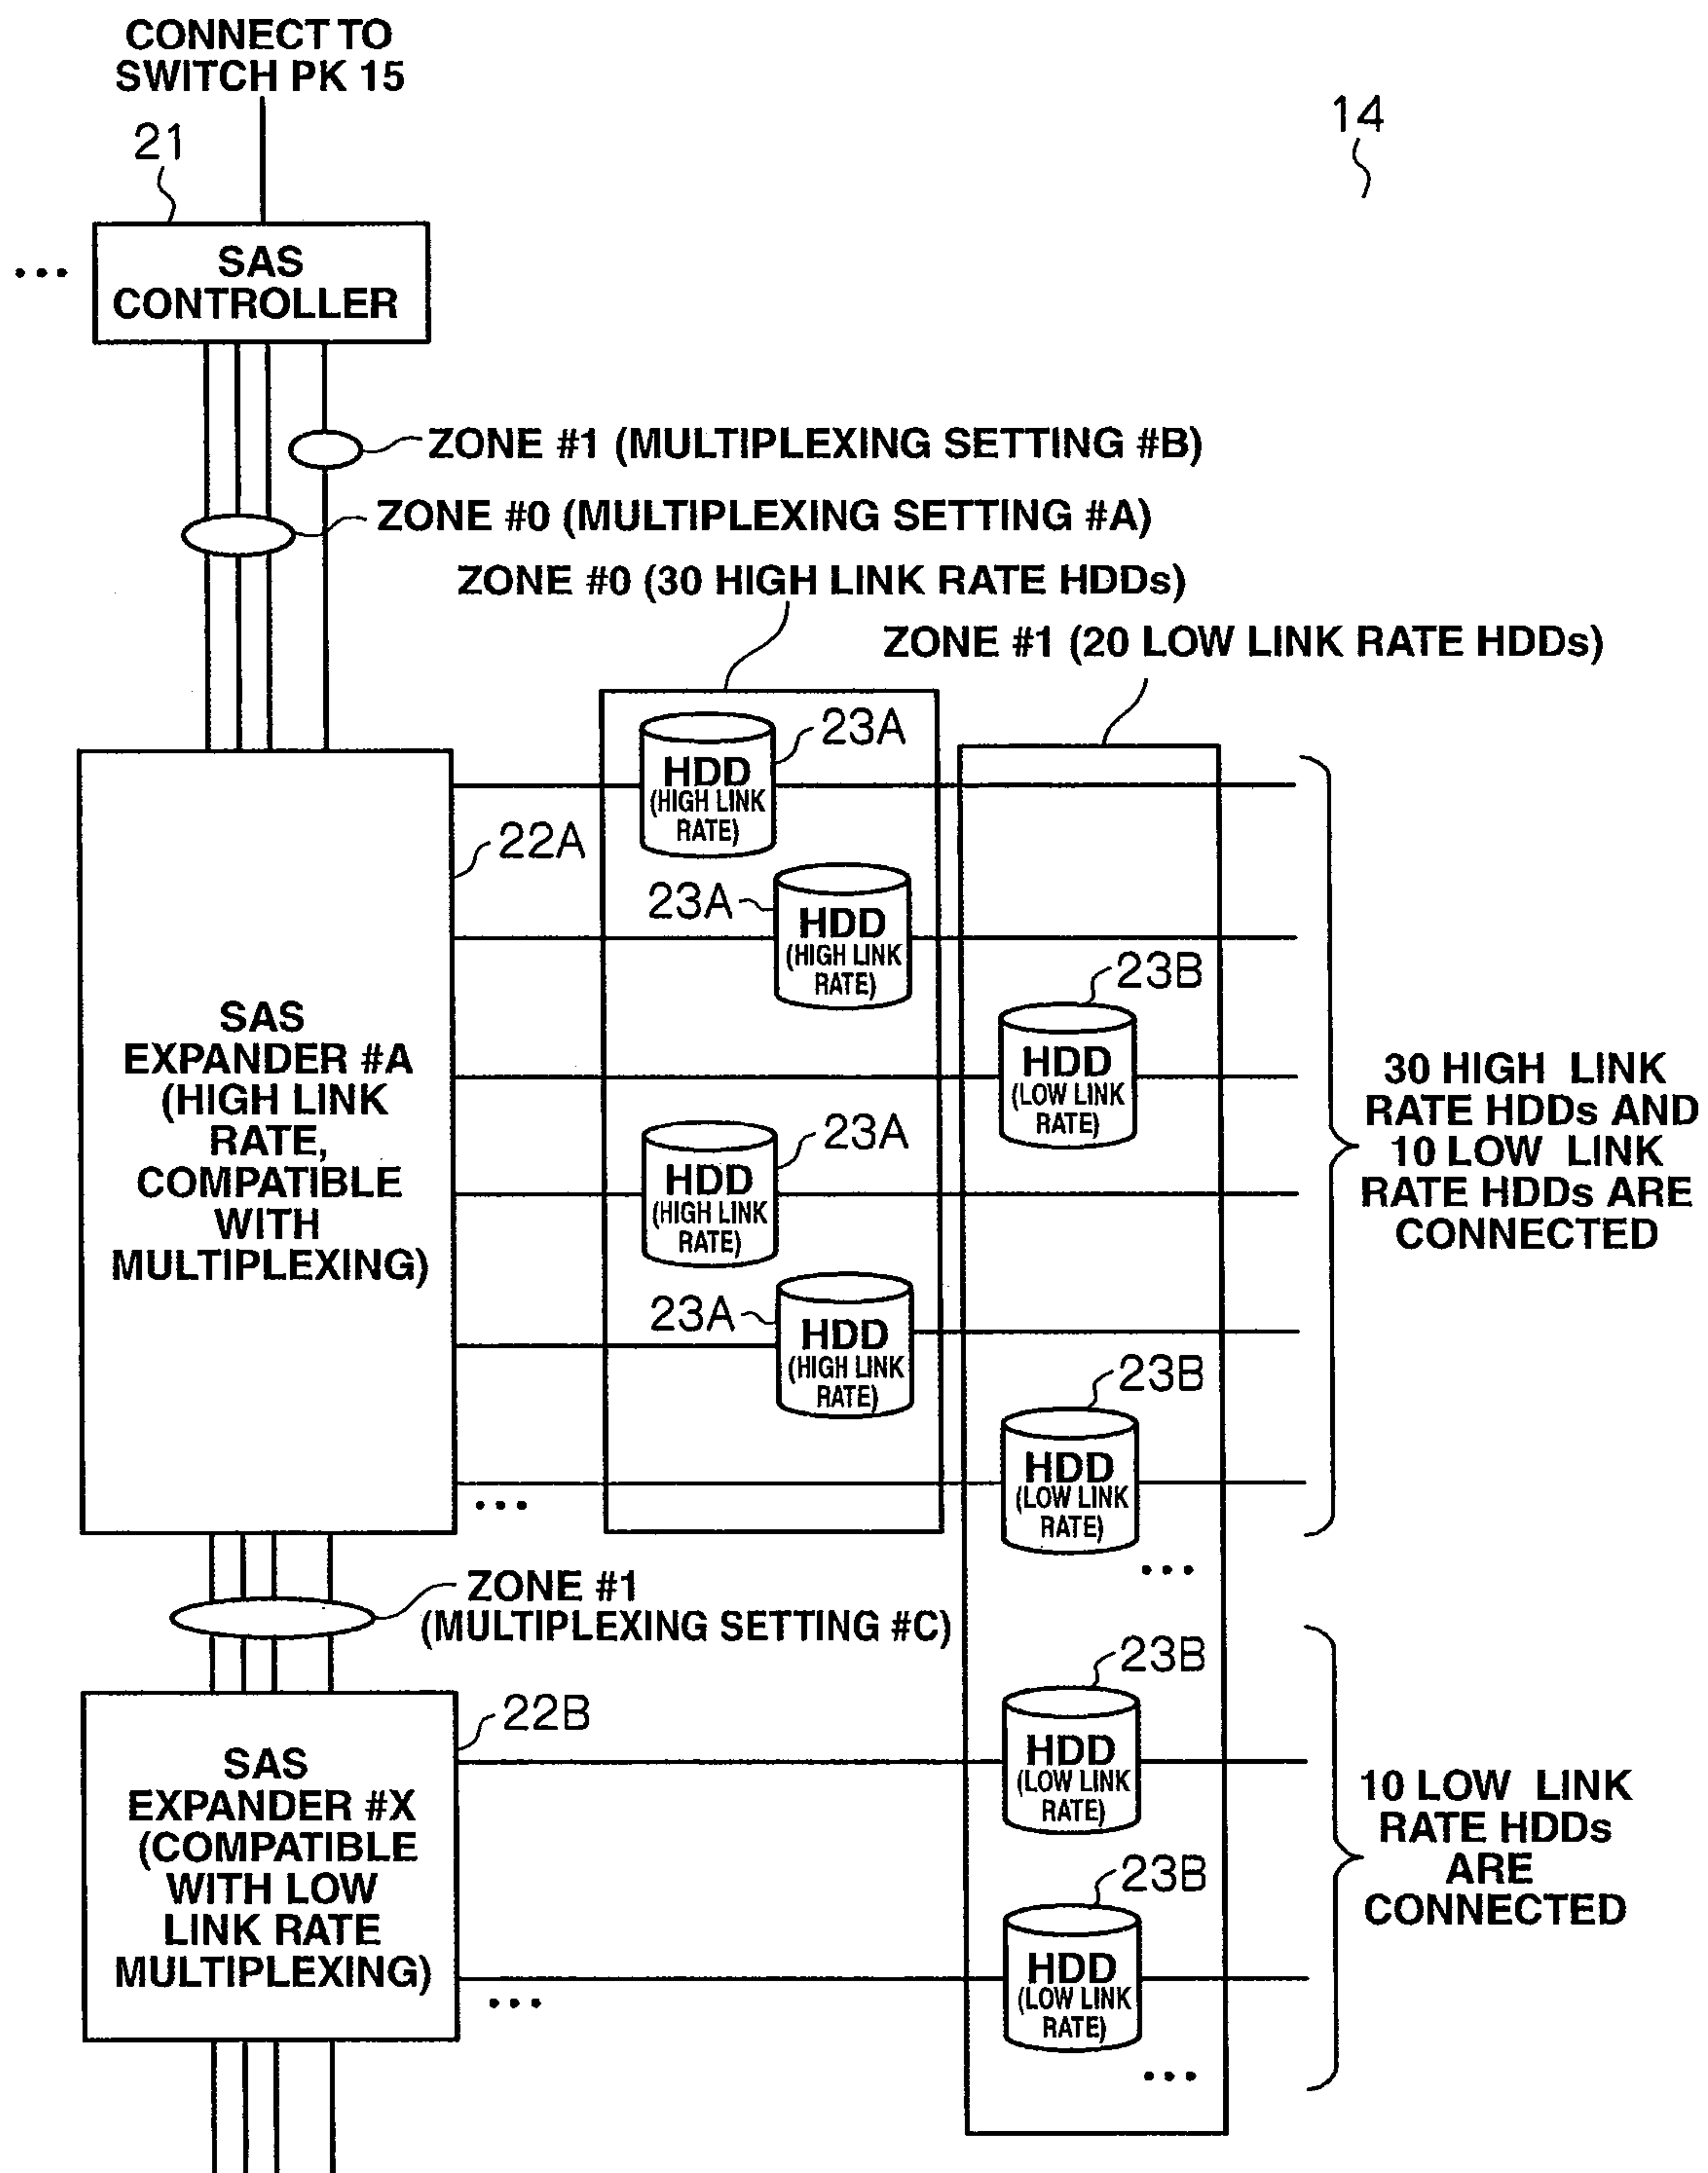 CONNECT TO
SWITCH PK 15
14
21
...
SAS
CONTROLLER
ZONE #1 (MULTIPLEXING SETTING #B)
ZONE #0 (MULTIPLEXING SETTING #A)
ZONE #0 (30 HIGH LINK RATE HDDs)
ZONE #1 (20 LOW LINK RATE HDDs)
23A
HDD
(HIGH LINK
RATE)
22A
23A
HDD
(HIGH LINK
RATE)
23B
HDD
(LOW LINK
RATE)
SAS
EXPANDER #A
(HIGH LINK
RATE,
COMPATIBLE
WITH
MULTIPLEXING)
30 HIGH LINK
RATE HDDs AND
10 LOW LINK
RATE HDDs ARE
CONNECTED
23A
HDD
(HIGH LINK
RATE)
23A
HDD
(HIGH LINK
RATE)
23B
HDD
(LOW LINK
RATE)
...
...
ZONE #1
(MULTIPLEXING SETTING #C)
22B
23B
HDD
(LOW LINK
RATE)
SAS
EXPANDER #X
(COMPATIBLE
WITH LOW
LINK RATE
MULTIPLEXING)
10 LOW LINK
RATE HDDs
ARE
CONNECTED
23B
HDD
(LOW LINK
RATE)
...
...